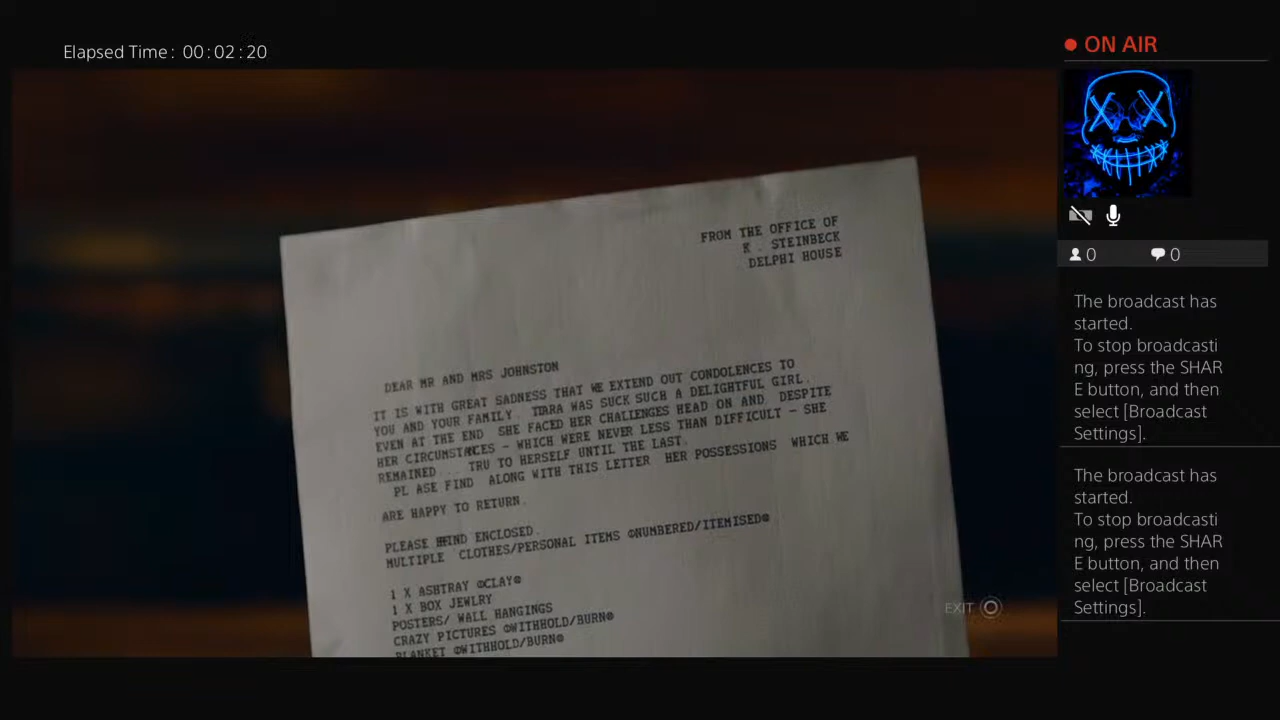 Elapsed Time: 00:02:20
ON AIR
0 0
The broadcast has
started.
To stop broadcasti
ng, press the SHAR
E button, and then
select [Broadcast
Settings].
The broadcast has
started.
To stop broadcasti
ng, press the SHAR
E button, and then
select [Broadcast
Settings].
FROM THE OFFICE OF
K . STEINBECK
DELPHI HOUSE
DEAR MR AND MRS JOHNSTON
IT IS WITH GREAT SADNESS THAT WE EXTEND OUT CONDOLENCES TO
YOU AND YOUR FAMILY. TARA WAS SUCK SUCH A DELIGHTFUL GIRL.
EVEN AT THE END SHE FACED HER CHALLENGES HEAD ON AND DESPITE
HER CIRCUMSTANCES - WHICH WERE NEVER LESS THAN DIFFICULT - SHE
REMAINED ... TRU TO HERSELF UNTIL THE LAST.
PL ASE FIND ALONG WITH THIS LETTER HER POSSESSIONS WHICH WE
ARE HAPPY TO RETURN.
PLEASE FIND ENCLOSED.
MULTIPLE CLOTHES/PERSONAL ITEMS ©NUMBERED/ITEMISED©
1 X ASHTRAY ©CLAY©
1 X BOX JEWLRY
POSTERS/ WALL HANGINGS
CRAZY PICTURES ©WITHHOLD/BURN©
BLANKET ©WITHHOLD/BURN©
EXIT